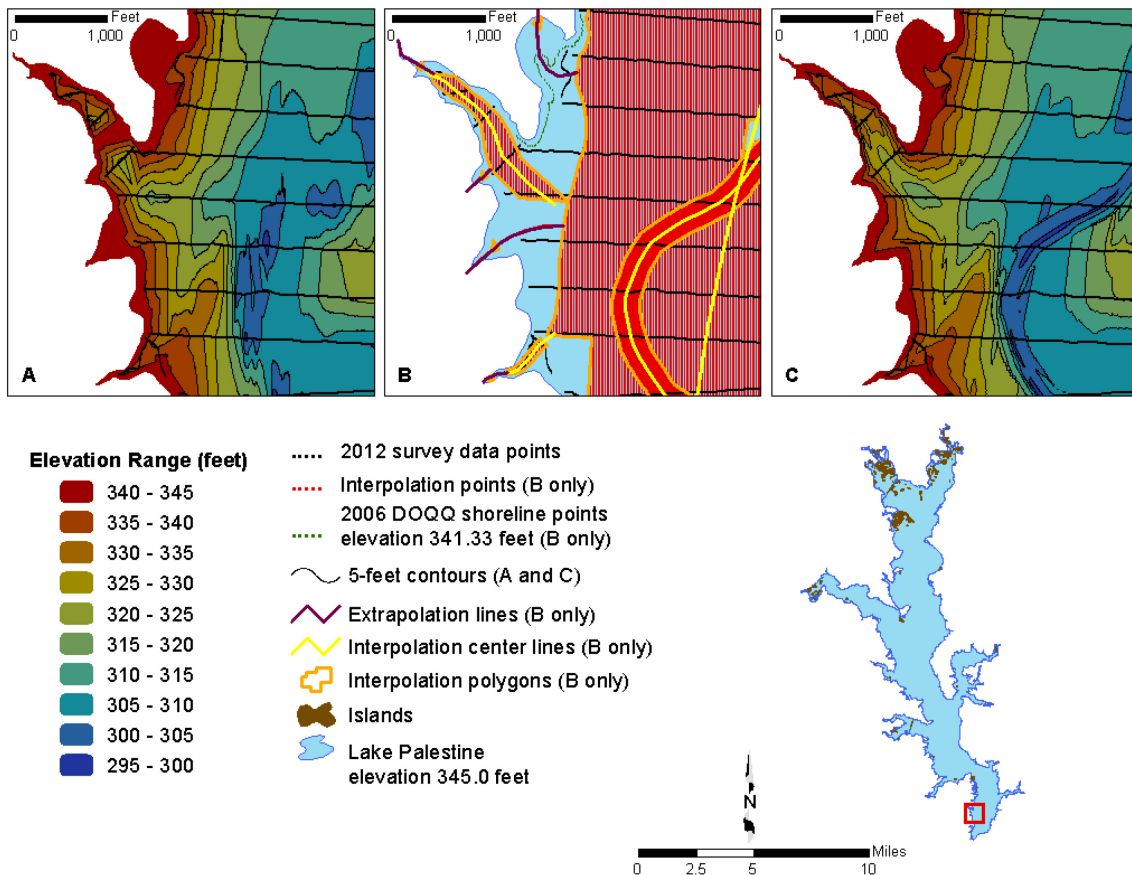 Feet
0 1,000
A
Feet
0 1,000
B
Feet
0 1,000
C
Elevation Range (feet)
340 - 345
335 - 340
330 - 335
325 - 330
320 - 325
315 - 320
310 - 315
305 - 310
300 - 305
295 - 300
2012 survey data points
Interpolation points (B only)
2006 DOQQ shoreline points
elevation 341.33 feet (B only)
5-feet contours (A and C)
Extrapolation lines (B only)
Interpolation center lines (B only)
Interpolation polygons (B only)
Islands
Lake Palestine
elevation 345.0 feet
N
Miles
0 2.5 5 10